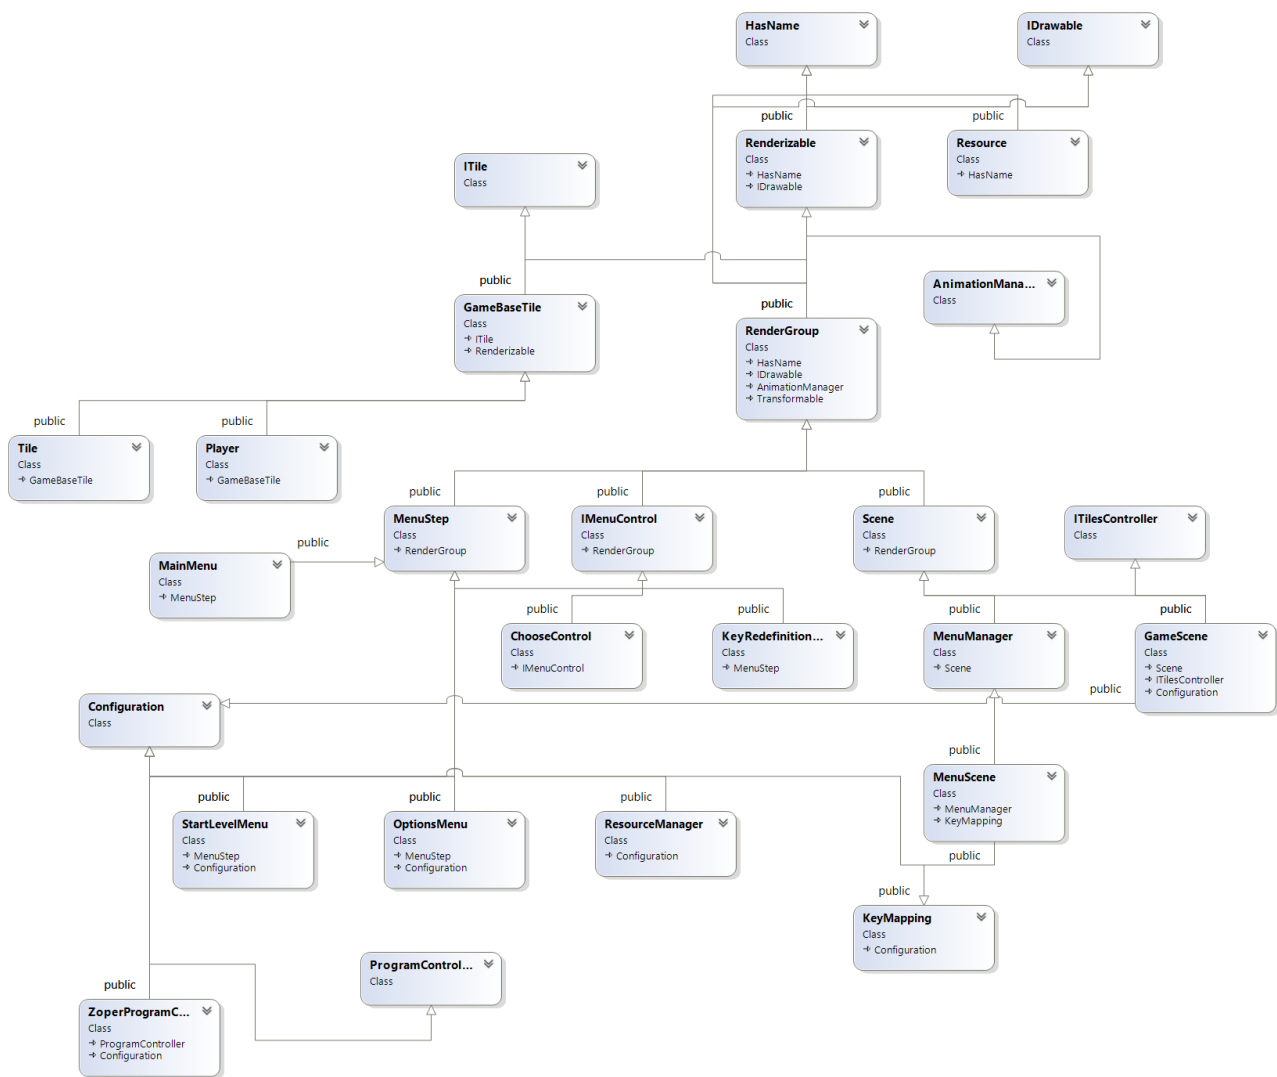 HasName
Class
IDrawable
Class
public
public
Renderizable
Class
HasName
IDrawable
Resource
Class
HasName
ITile
Class
public
public
GameBaseTile
Class
ITile
Renderizable
AnimationMana...
Class
RenderGroup
Class
HasName
IDrawable
AnimationManager
Transformable
public
public
Tile
Class
GameBaseTile
Player
Class
GameBaseTile
public
public
public
MenuStep
Class
RenderGroup
IMenuControl
Class
RenderGroup
Scene
Class
RenderGroup
ITilesController
Class
public
MainMenu
Class
MenuStep
public
public
public
public
ChooseControl
Class
IMenuControl
KeyRedefinition...
Class
MenuStep
MenuManager
Class
Scene
GameScene
Class
Scene
ITilesController
Configuration
public
Configuration
Class
public
MenuScene
Class
MenuManager
KeyMapping
public
public
public
public
StartLevelMenu
Class
MenuStep
Configuration
OptionsMenu
Class
MenuStep
Configuration
ResourceManager
Class
Configuration
public
KeyMapping
Class
Configuration
ProgramControl...
Class
public
ZoperProgramC...
Class
ProgramController
Configuration